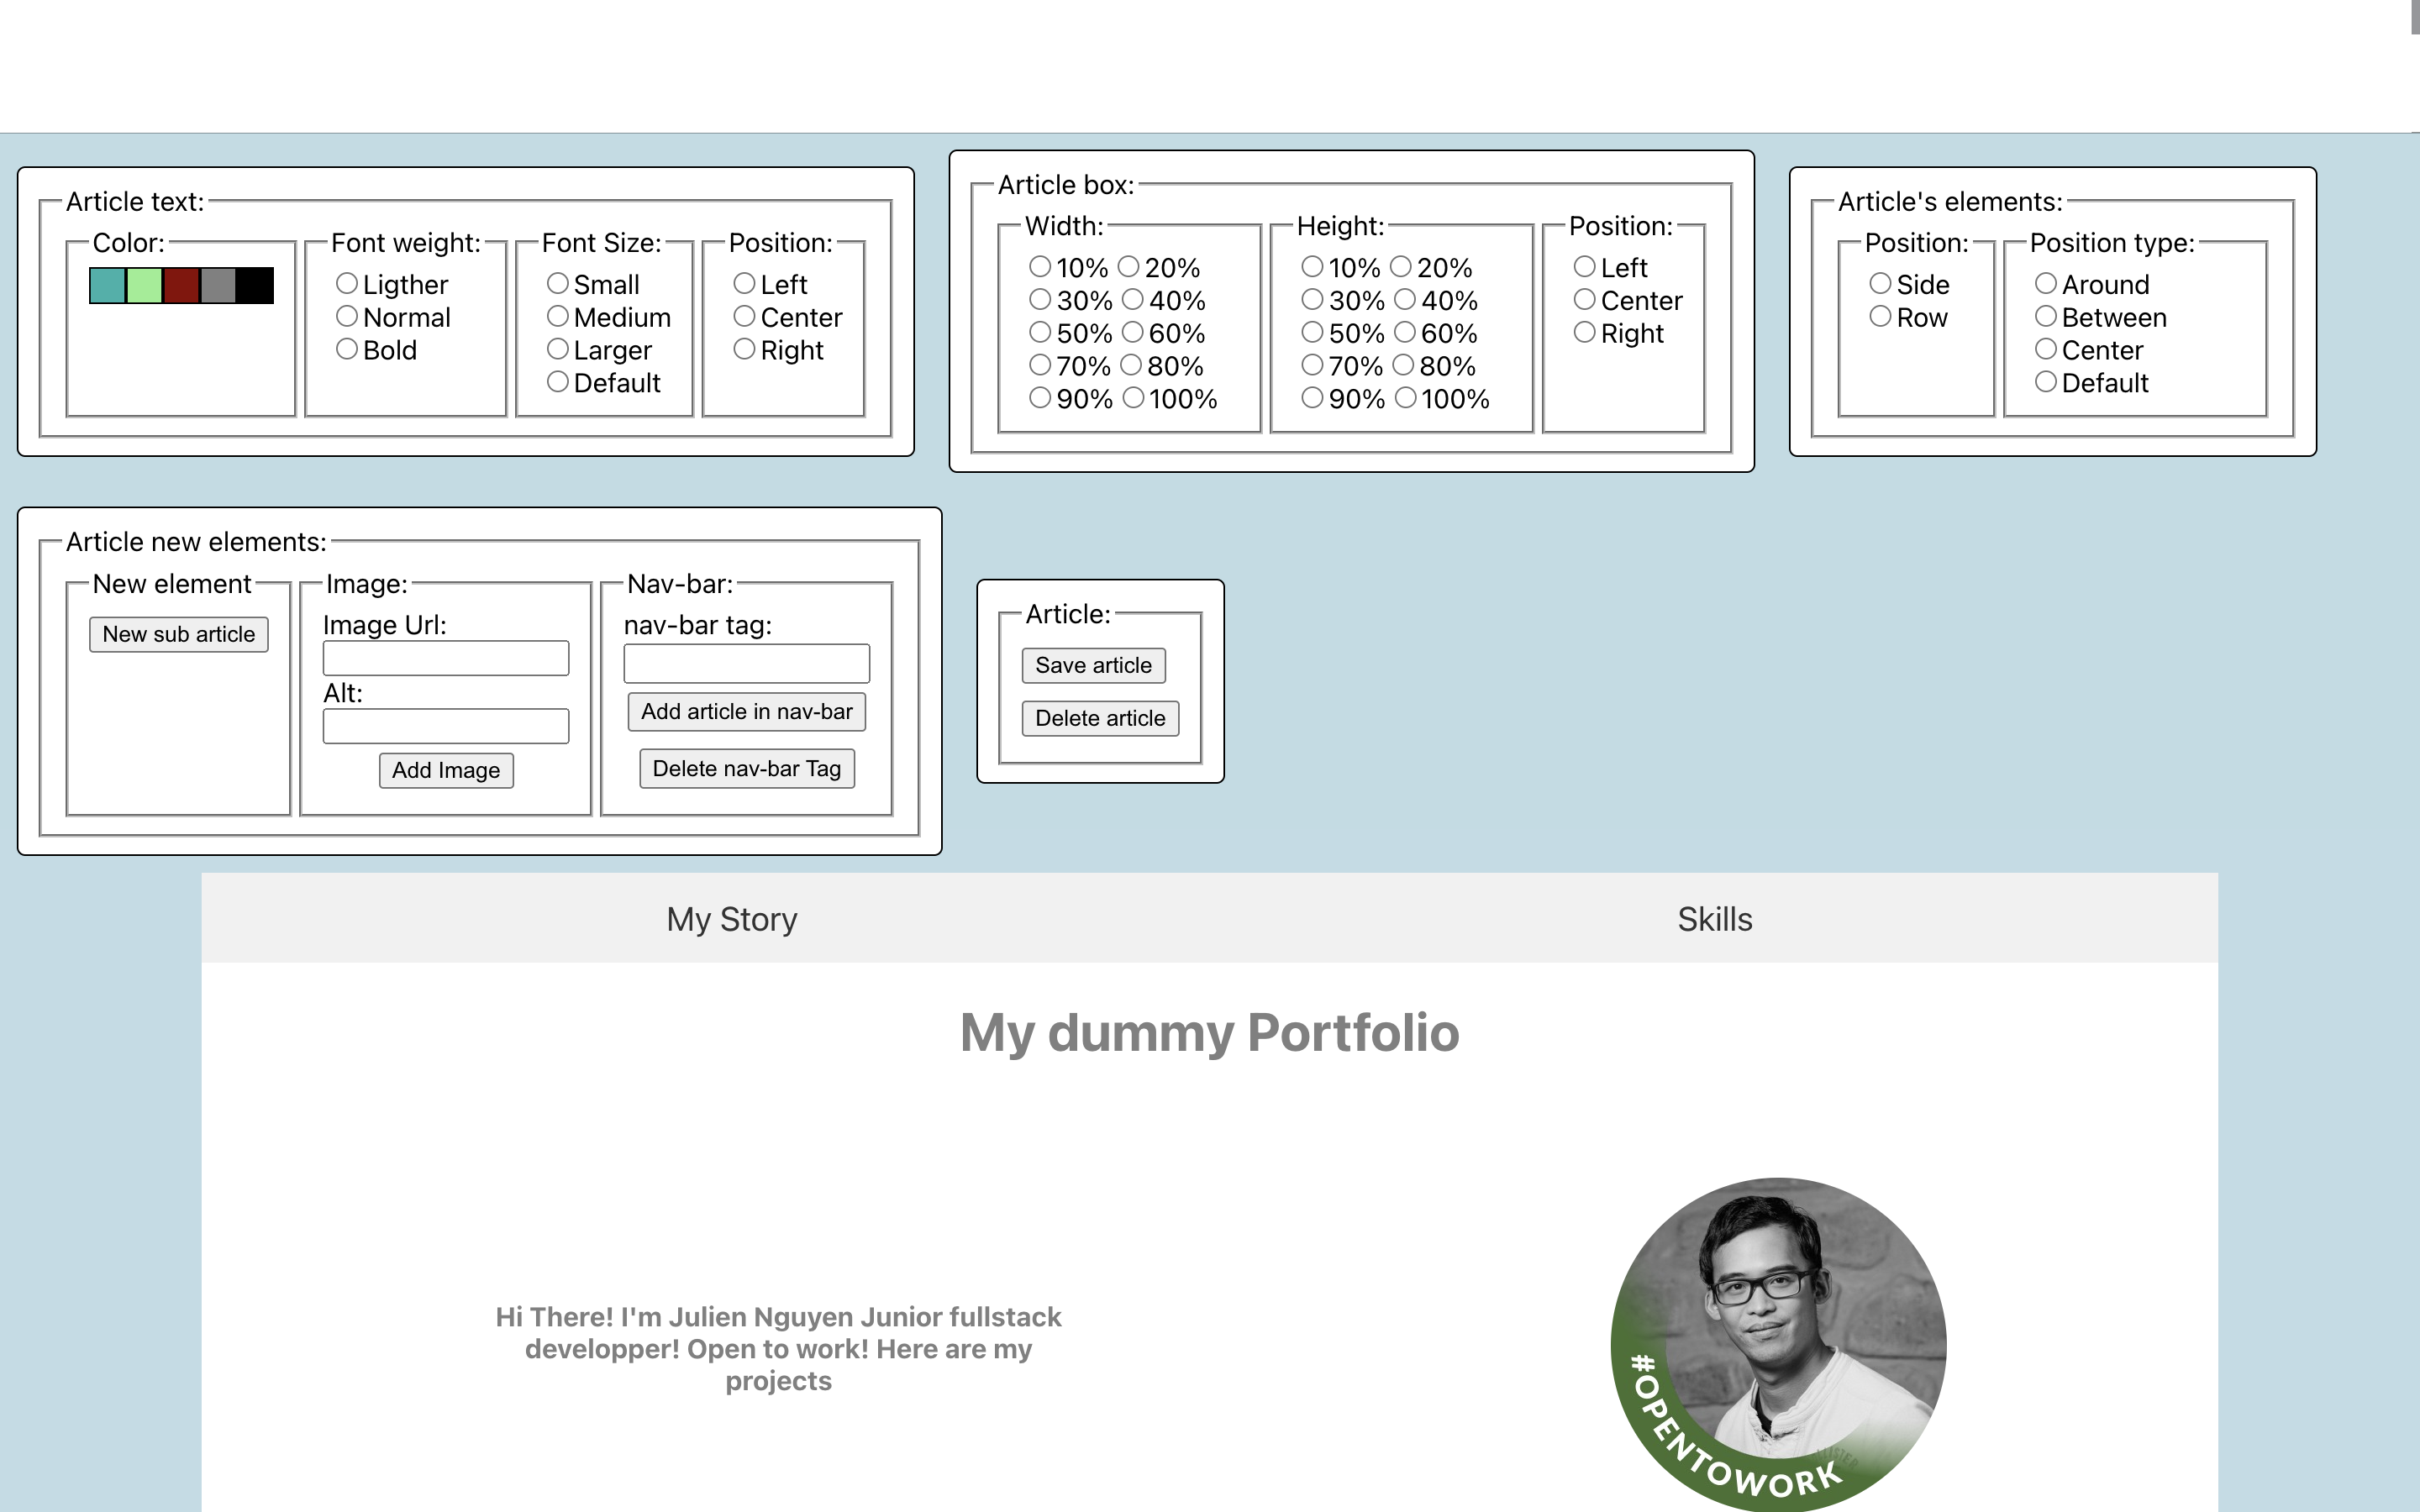 Article text:
Color:
Font weight:
Ligther
Normal
Bold
Font Size:
Small
Medium
Larger
Default
Position:
Left
Center
Right
Article box:
Width:
10% 20%
30% 40%
50% 60%
70% 80%
90% 100%
Height:
10% 20%
30% 40%
50% 60%
70% 80%
90% 100%
Position:
Left
Center
Right
Article's elements:
Position:
Side
Row
Position type:
Around
Between
Center
Default
Article new elements:
New element
New sub article
Image:
Image Url:
Alt:
Add Image
Nav-bar:
nav-bar tag:
Add article in nav-bar
Delete nav-bar Tag
Article:
Save article
Delete article
My Story
Skills
My dummy Portfolio
Hi There! I'm Julien Nguyen Junior fullstack
developper! Open to work! Here are my
projects
#OPENTOWORK